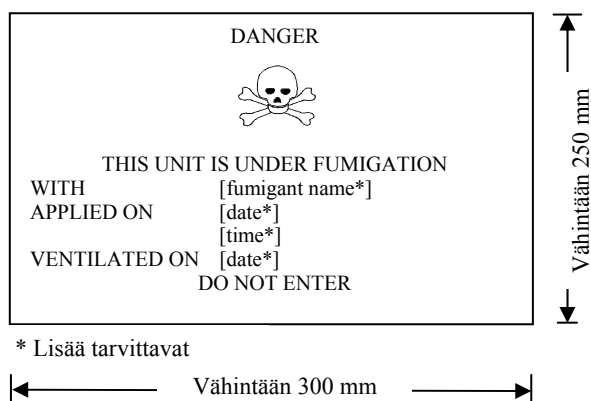 DANGER
THIS UNIT IS UNDER FUMIGATION
WITH [fumigant name*]
APPLIED ON [date*]
[time*]
VENTILATED ON [date*]
DO NOT ENTER
Vähintään 250 mm
* Lisää tarvittavat
Vähintään 300 mm